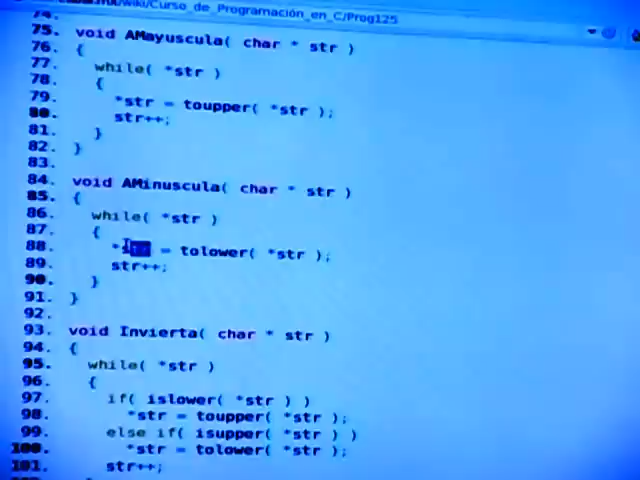 wiki/Curso_de_Programación_en_C/Prog125
74.
75. void AMayuscula( char * str )
76. {
77. while( *str )
78. {
79. *str = toupper( *str );
80. str++;
81. }
82. }
83.
84. void AMinuscula( char * str )
85. {
86. while( *str )
87. {
88. *str = tolower( *str );
89. str++;
90. }
91. }
92.
93. void Invierta( char * str )
94. {
95. while( *str )
96. {
97. if( islower( *str ) )
98. *str = toupper( *str );
99. else if( isupper( *str ) )
100. *str = tolower( *str );
101. str++;